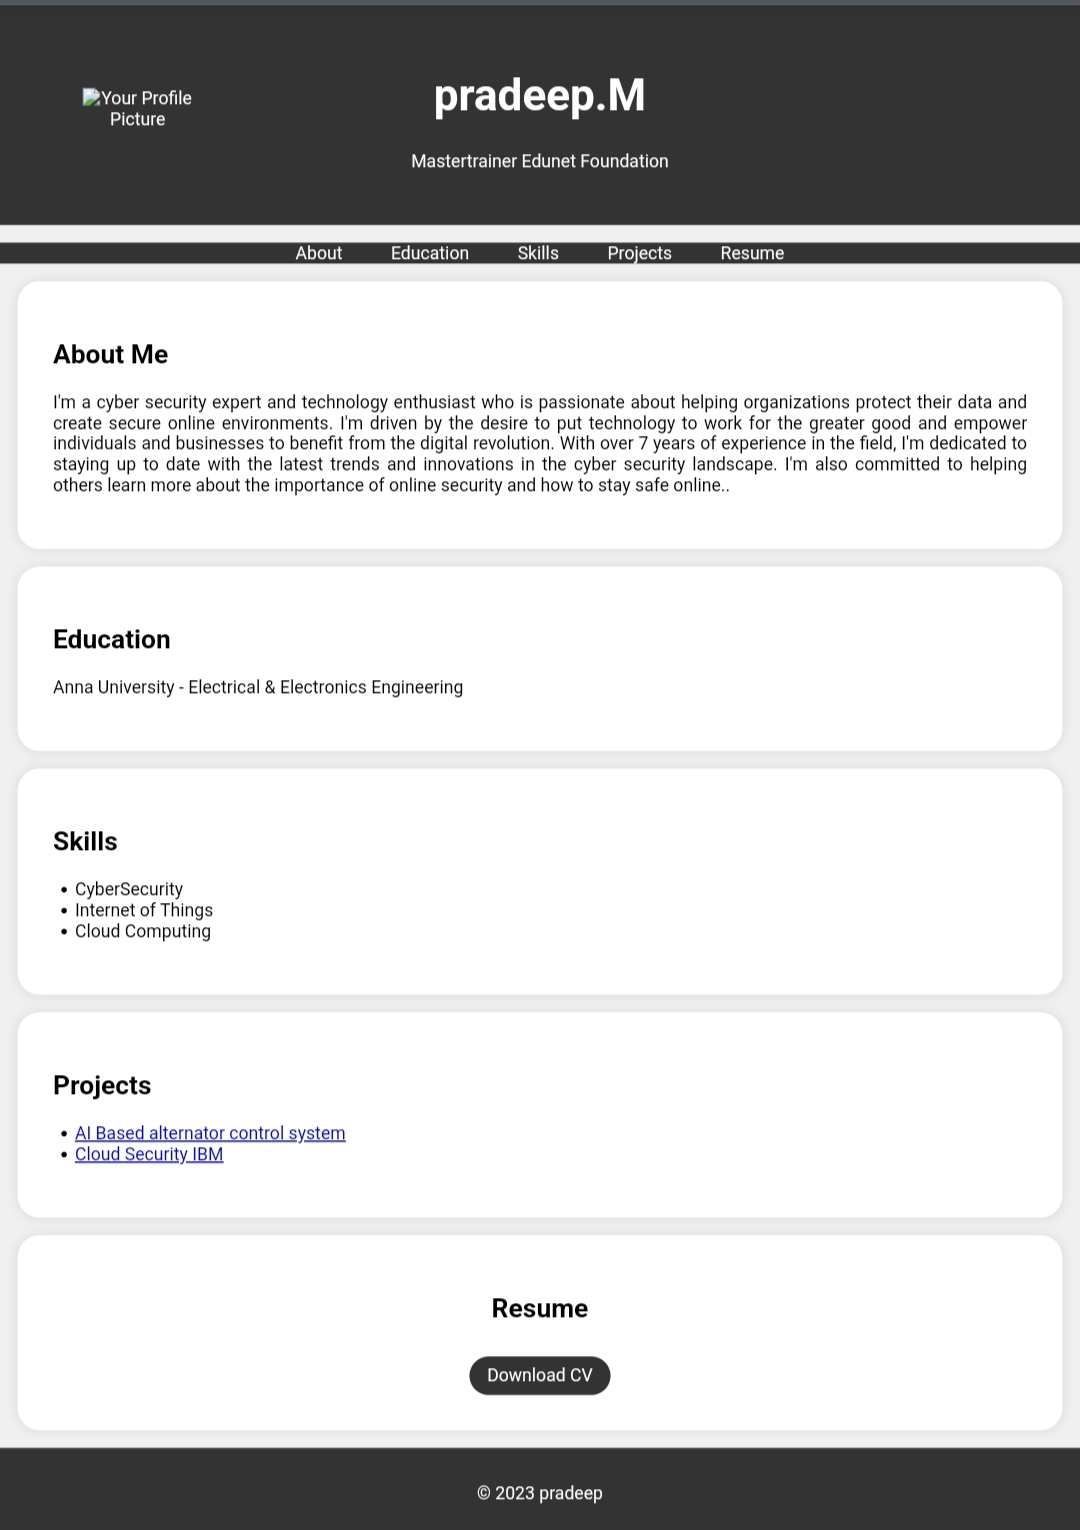 Your Profile
Picture
pradeep.M
Mastertrainer Edunet Foundation
About Education Skills Projects Resume
About Me
I'm a cyber security expert and technology enthusiast who is passionate about helping organizations protect their data and
create secure online environments. I'm driven by the desire to put technology to work for the greater good and empower
individuals and businesses to benefit from the digital revolution. With over 7 years of experience in the field, I'm dedicated to
staying up to date with the latest trends and innovations in the cyber security landscape. I'm also committed to helping
others learn more about the importance of online security and how to stay safe online..
Education
Anna University - Electrical & Electronics Engineering
Skills
• CyberSecurity
• Internet of Things
• Cloud Computing
Projects
• AI Based alternator control system
• Cloud Security IBM
Resume
Download CV
© 2023 pradeep